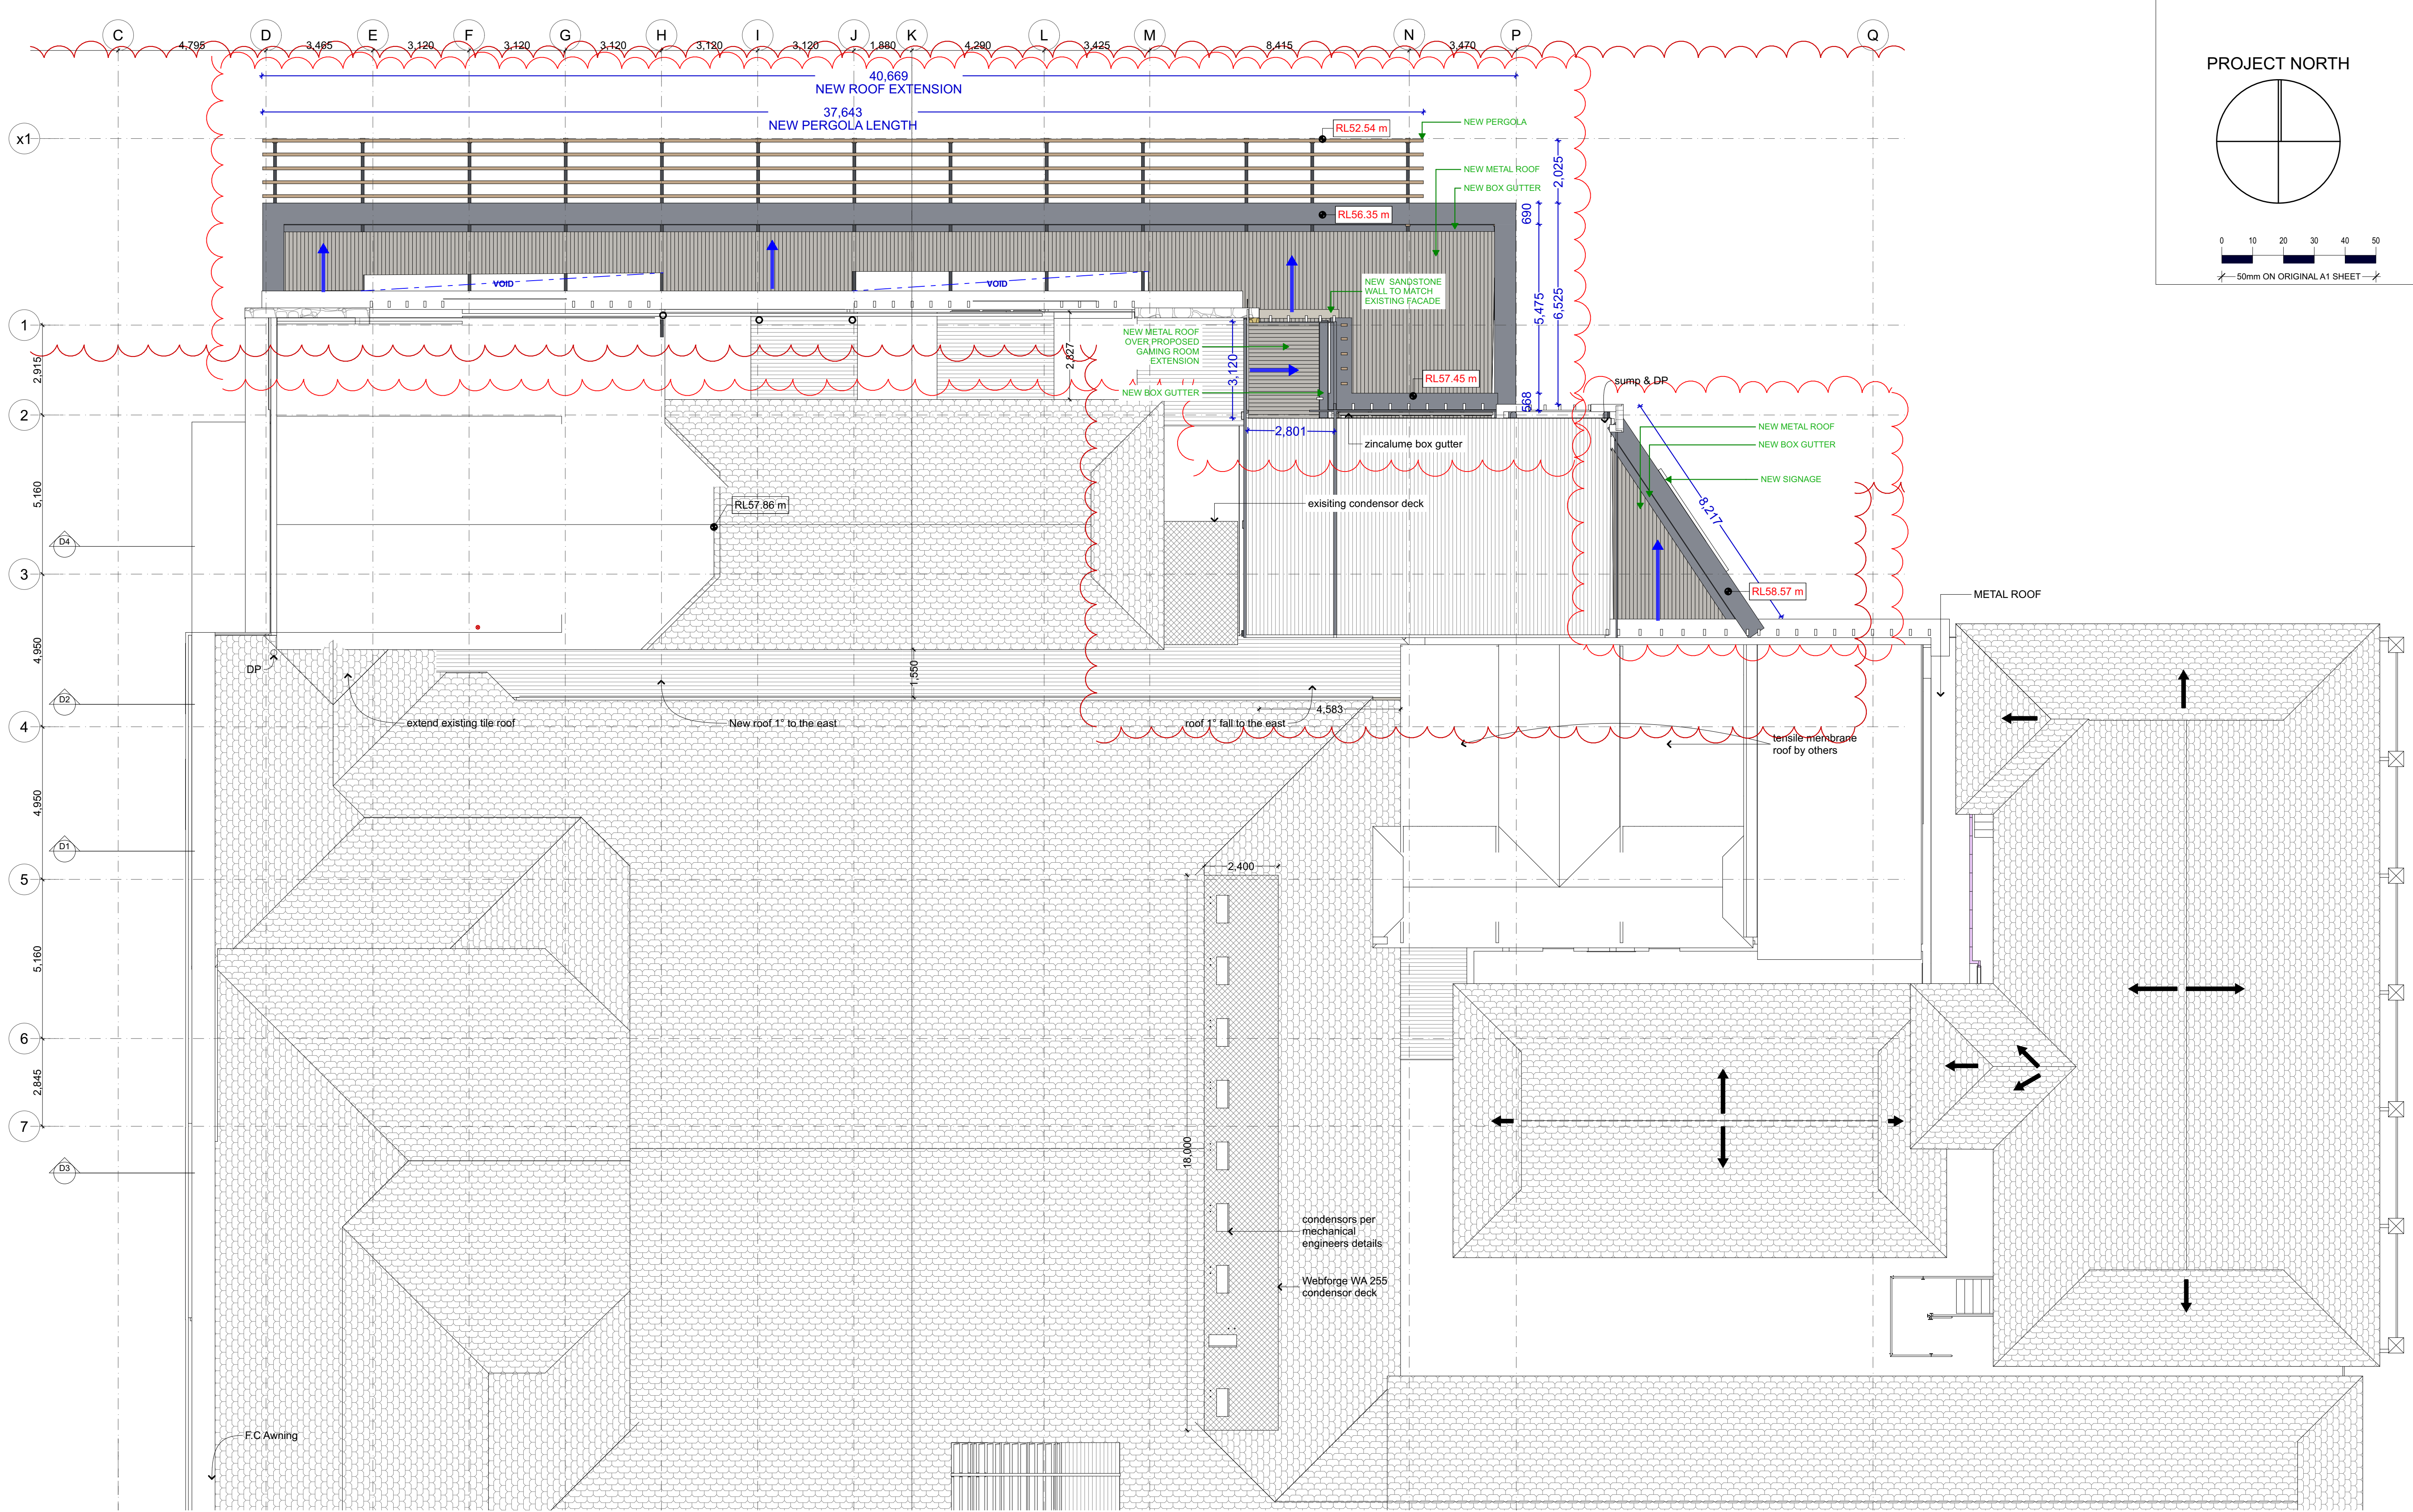 C D E F G H I J K L M N P Q
4,795 3,465 3,120 3,120 3,120 3,120 3,120 1,880 4,290 3,425 8,415 3,470
PROJECT NORTH
40,669
NEW ROOF EXTENSION
37,643
NEW PERGOLA LENGTH
x1
RL52.54 m
NEW PERGOLA
2,025
NEW METAL ROOF
NEW BOX GUTTER
RL56.35 m
690
0 10 20 30 40 50
50mm ON ORIGINAL A1 SHEET
VOID
VOID
NEW SANDSTONE
WALL TO MATCH
EXISTING FACADE
5,475
6,525
1
NEW METAL ROOF
OVER PROPOSED
GAMING ROOM
EXTENSION
2,827
3,120
2,915
RL57.45 m
sump & DP
NEW BOX GUTTER
568
2
2,801
zincalume box gutter
NEW METAL ROOF
NEW BOX GUTTER
NEW SIGNAGE
5,160
RL57.86 m
exisiting condensor deck
8,217
D4
3
RL58.57 m
METAL ROOF
4,950
DP
1,550
D2
extend existing tile roof
New roof 1° to the east
roof 1° fall to the east
4,583
4
tensile membrane
roof by others
4,950
D1
2,400
5
5,160
6
2,845
7
18,000
D3
condensors per
mechanical
engineers details
Webforge WA 255
condensor deck
F.C Awning